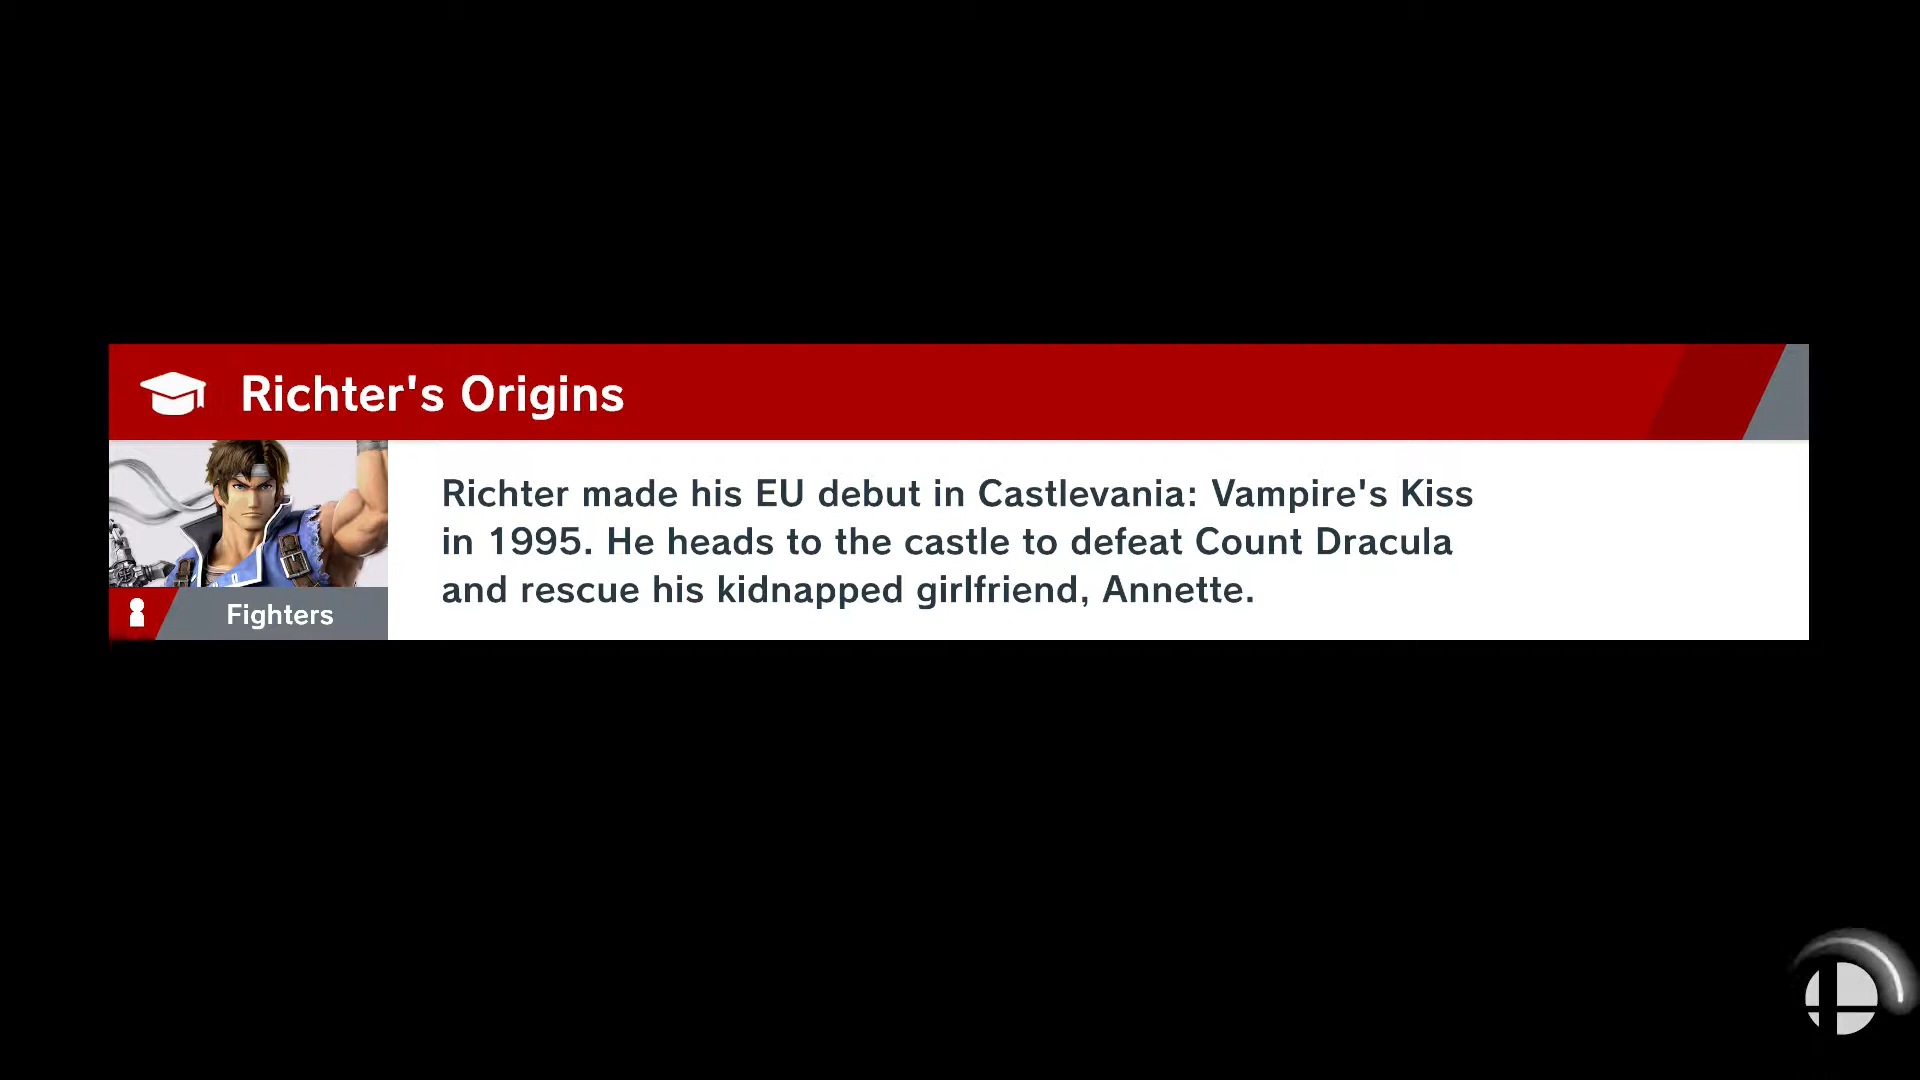 Richter's Origins
Richter made his EU debut in Castlevania: Vampire's Kiss
in 1995. He heads to the castle to defeat Count Dracula
and rescue his kidnapped girlfriend, Annette.
Fighters